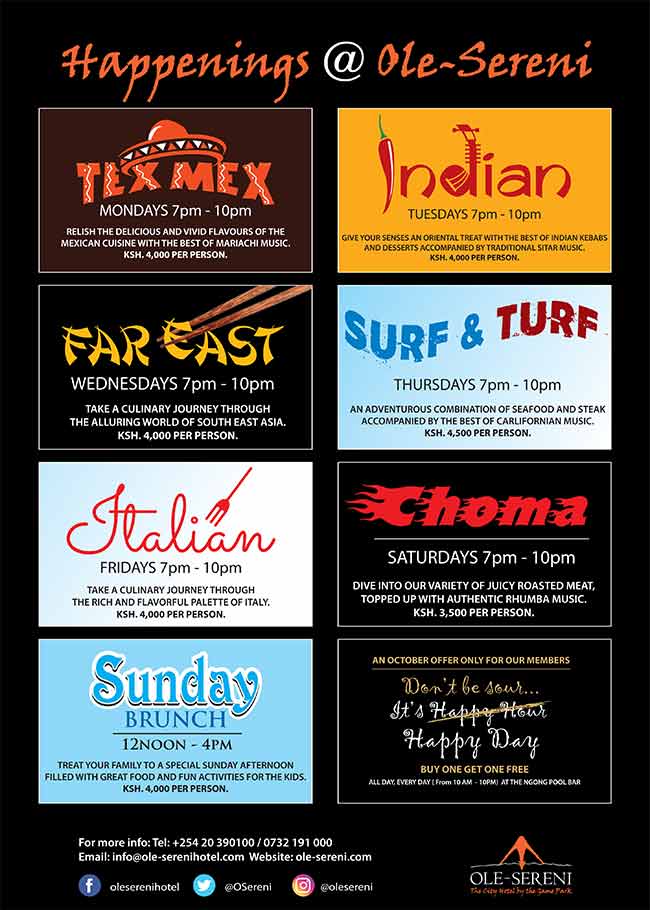 Happenings @ Ole-Sereni
TEX MEX
MONDAYS 7pm - 10pm
RELISH THE DELICIOUS AND VIVID FLAVOURS OF THE
MEXICAN CUISINE WITH THE BEST OF MARIACHI MUSIC.
KSH. 4,000 PER PERSON.
Indian
TUESDAYS 7pm - 10pm
GIVE YOUR SENSES AN ORIENTAL TREAT WITH THE BEST OF INDIAN KEBABS
AND DESSERTS ACCOMPANIED BY TRADITIONAL SITAR MUSIC.
KSH. 4,000 PER PERSON.
FAR EAST
WEDNESDAYS 7pm - 10pm
TAKE A CULINARY JOURNEY THROUGH
THE ALLURING WORLD OF SOUTH EAST ASIA.
KSH. 4,000 PER PERSON.
SURF & TURF
THURSDAYS 7pm - 10pm
AN ADVENTUROUS COMBINATION OF SEAFOOD AND STEAK
ACCOMPANIED BY THE BEST OF CARLIFORNIAN MUSIC.
KSH. 4,500 PER PERSON.
Italian
FRIDAYS 7pm - 10pm
TAKE A CULINARY JOURNEY THROUGH
THE RICH AND FLAVORFUL PALETTE OF ITALY.
KSH. 4,000 PER PERSON.
Choma
SATURDAYS 7pm - 10pm
DIVE INTO OUR VARIETY OF JUICY ROASTED MEAT,
TOPPED UP WITH AUTHENTIC RHUMBA MUSIC.
KSH. 3,500 PER PERSON.
Sunday
BRUNCH
12NOON - 4PM
TREAT YOUR FAMILY TO A SPECIAL SUNDAY AFTERNOON
FILLED WITH GREAT FOOD AND FUN ACTIVITIES FOR THE KIDS.
KSH. 4,000 PER PERSON.
AN OCTOBER OFFER ONLY FOR OUR MEMBERS
Don't be sour...
It's Happy Hour
Happy Day
BUY ONE GET ONE FREE
ALL DAY, EVERY DAY ( From 10 AM - 10PM) AT THE NGONG POOL BAR
For more info: Tel: +254 20 390100 / 0732 191 000
Email: info@ole-serenihotel.com Website: ole-sereni.com
oleserenihotel @OSereni @olesereni
OLE-SERENI
The City Hotel by the Game Park